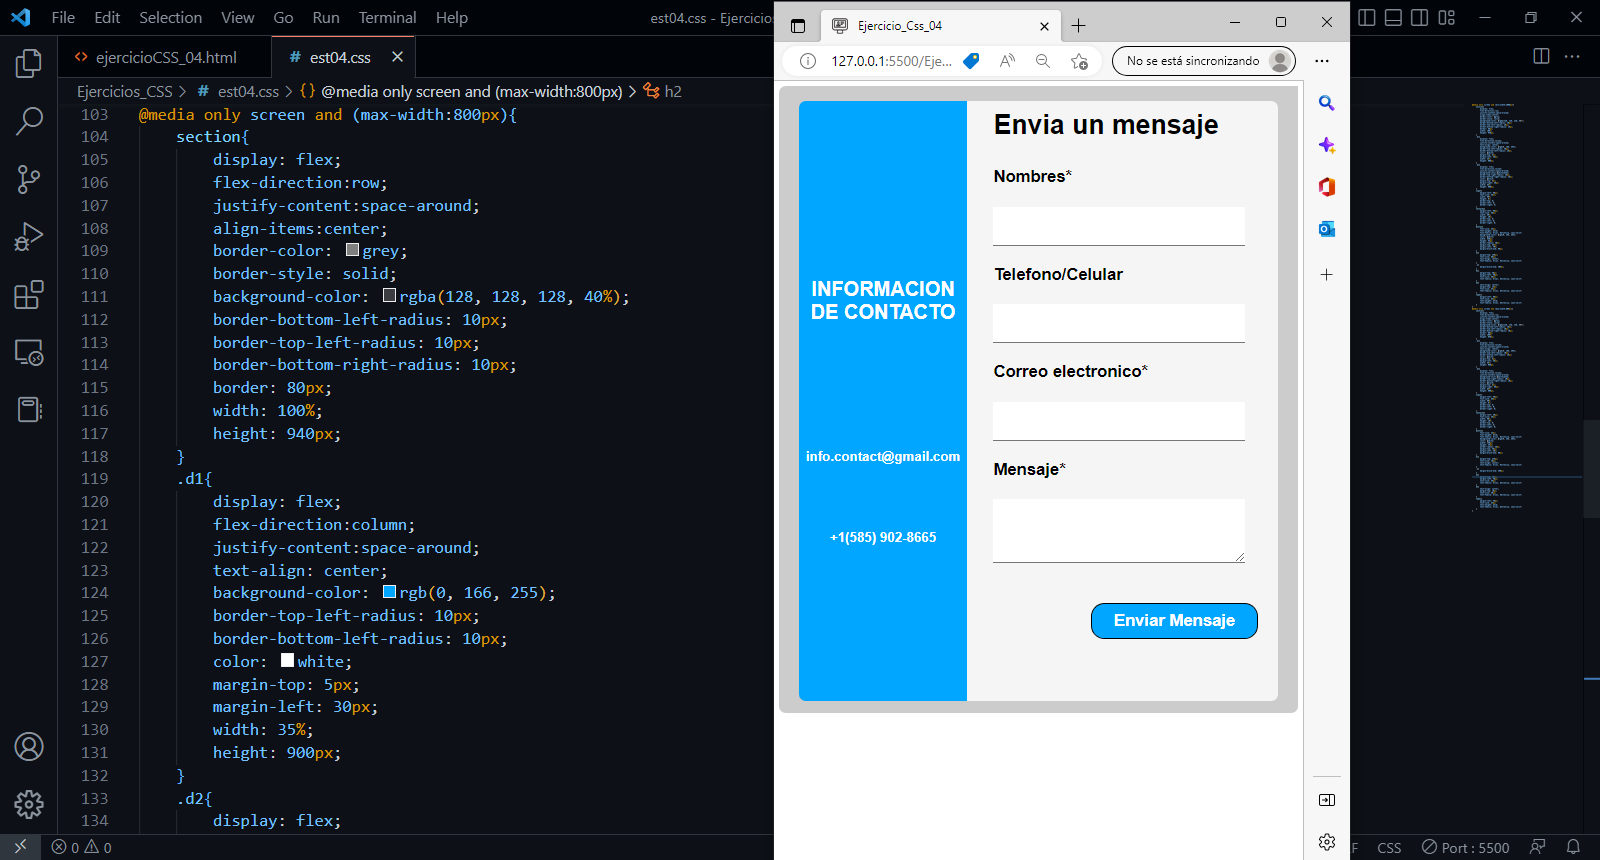 File Edit Selection View Go Run Terminal Help
est04.css - Ejercicios
ejercicioCSS_04.html
# est04.css
Ejercicios_CSS > # est04.css > {} @media only screen and (max-width:800px) > h2
103 @media only screen and (max-width:800px){
104 section{
105 display: flex;
106 flex-direction:row;
107 justify-content:space-around;
108 align-items:center;
109 border-color: grey;
110 border-style: solid;
111 background-color: rgba(128, 128, 128, 40%);
112 border-bottom-left-radius: 10px;
113 border-top-left-radius: 10px;
114 border-bottom-right-radius: 10px;
115 border: 80px;
116 width: 100%;
117 height: 940px;
118 }
119 .d1{
120 display: flex;
121 flex-direction:column;
122 justify-content:space-around;
123 text-align: center;
124 background-color: rgb(0, 166, 255);
125 border-top-left-radius: 10px;
126 border-bottom-left-radius: 10px;
127 color: white;
128 margin-top: 5px;
129 margin-left: 30px;
130 width: 35%;
131 height: 900px;
132 }
133 .d2{
134 display: flex;
0 0
Ejercicio_Css_04
127.0.0.1:5500/Eje...
No se está sincronizando
Envia un mensaje
Nombres*
Telefono/Celular
Correo electronico*
Mensaje*
Enviar Mensaje
INFORMACION
DE CONTACTO
info.contact@gmail.com
+1(585) 902-8665
F CSS Port : 5500